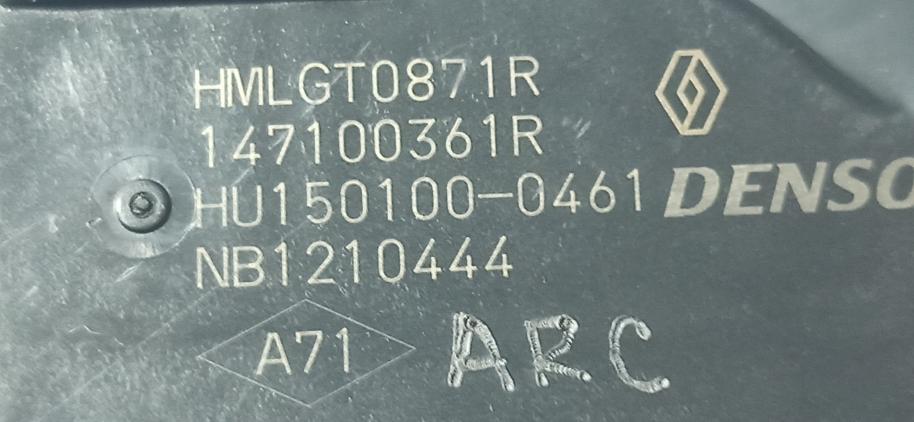 HMLGT0871R
147100361R
HU150100-0461 DENSO
NB1210444
A71 ARC